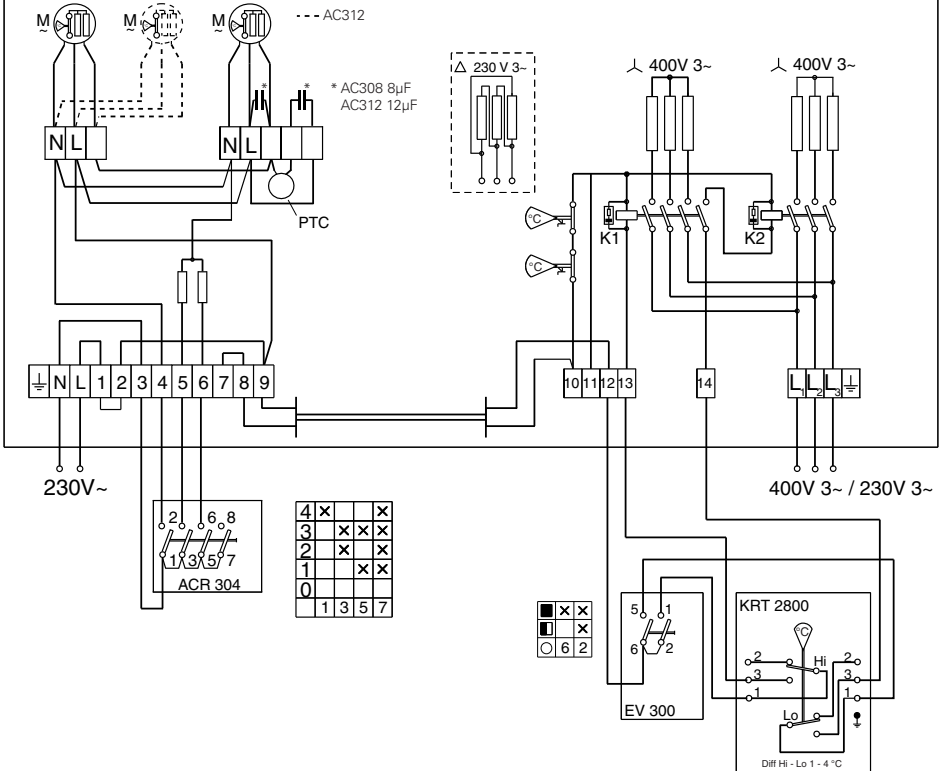 M ~ M ~ M ~ --- AC312
* *
* AC308 8µF
AC312 12µF
△ 230 V 3~
⅄ 400V 3~ ⅄ 400V 3~
N L N L
PTC
°C
°C
K1 K2
N L 1 2 3 4 5 6 7 8 9
10 11 12 13 14 L1 L2 L3
230V~
400V 3~ / 230V 3~
2 6 8
1 3 5 7
ACR 304
4 × ×
3 × × ×
2 × ×
1 × ×
0
1 3 5 7
■ × ×
◧ ×
○ 6 2
5 1
6 2
EV 300
KRT 2800
°C
2 Hi 2
3 3
1 1
Lo
Diff Hi - Lo 1 - 4 °C